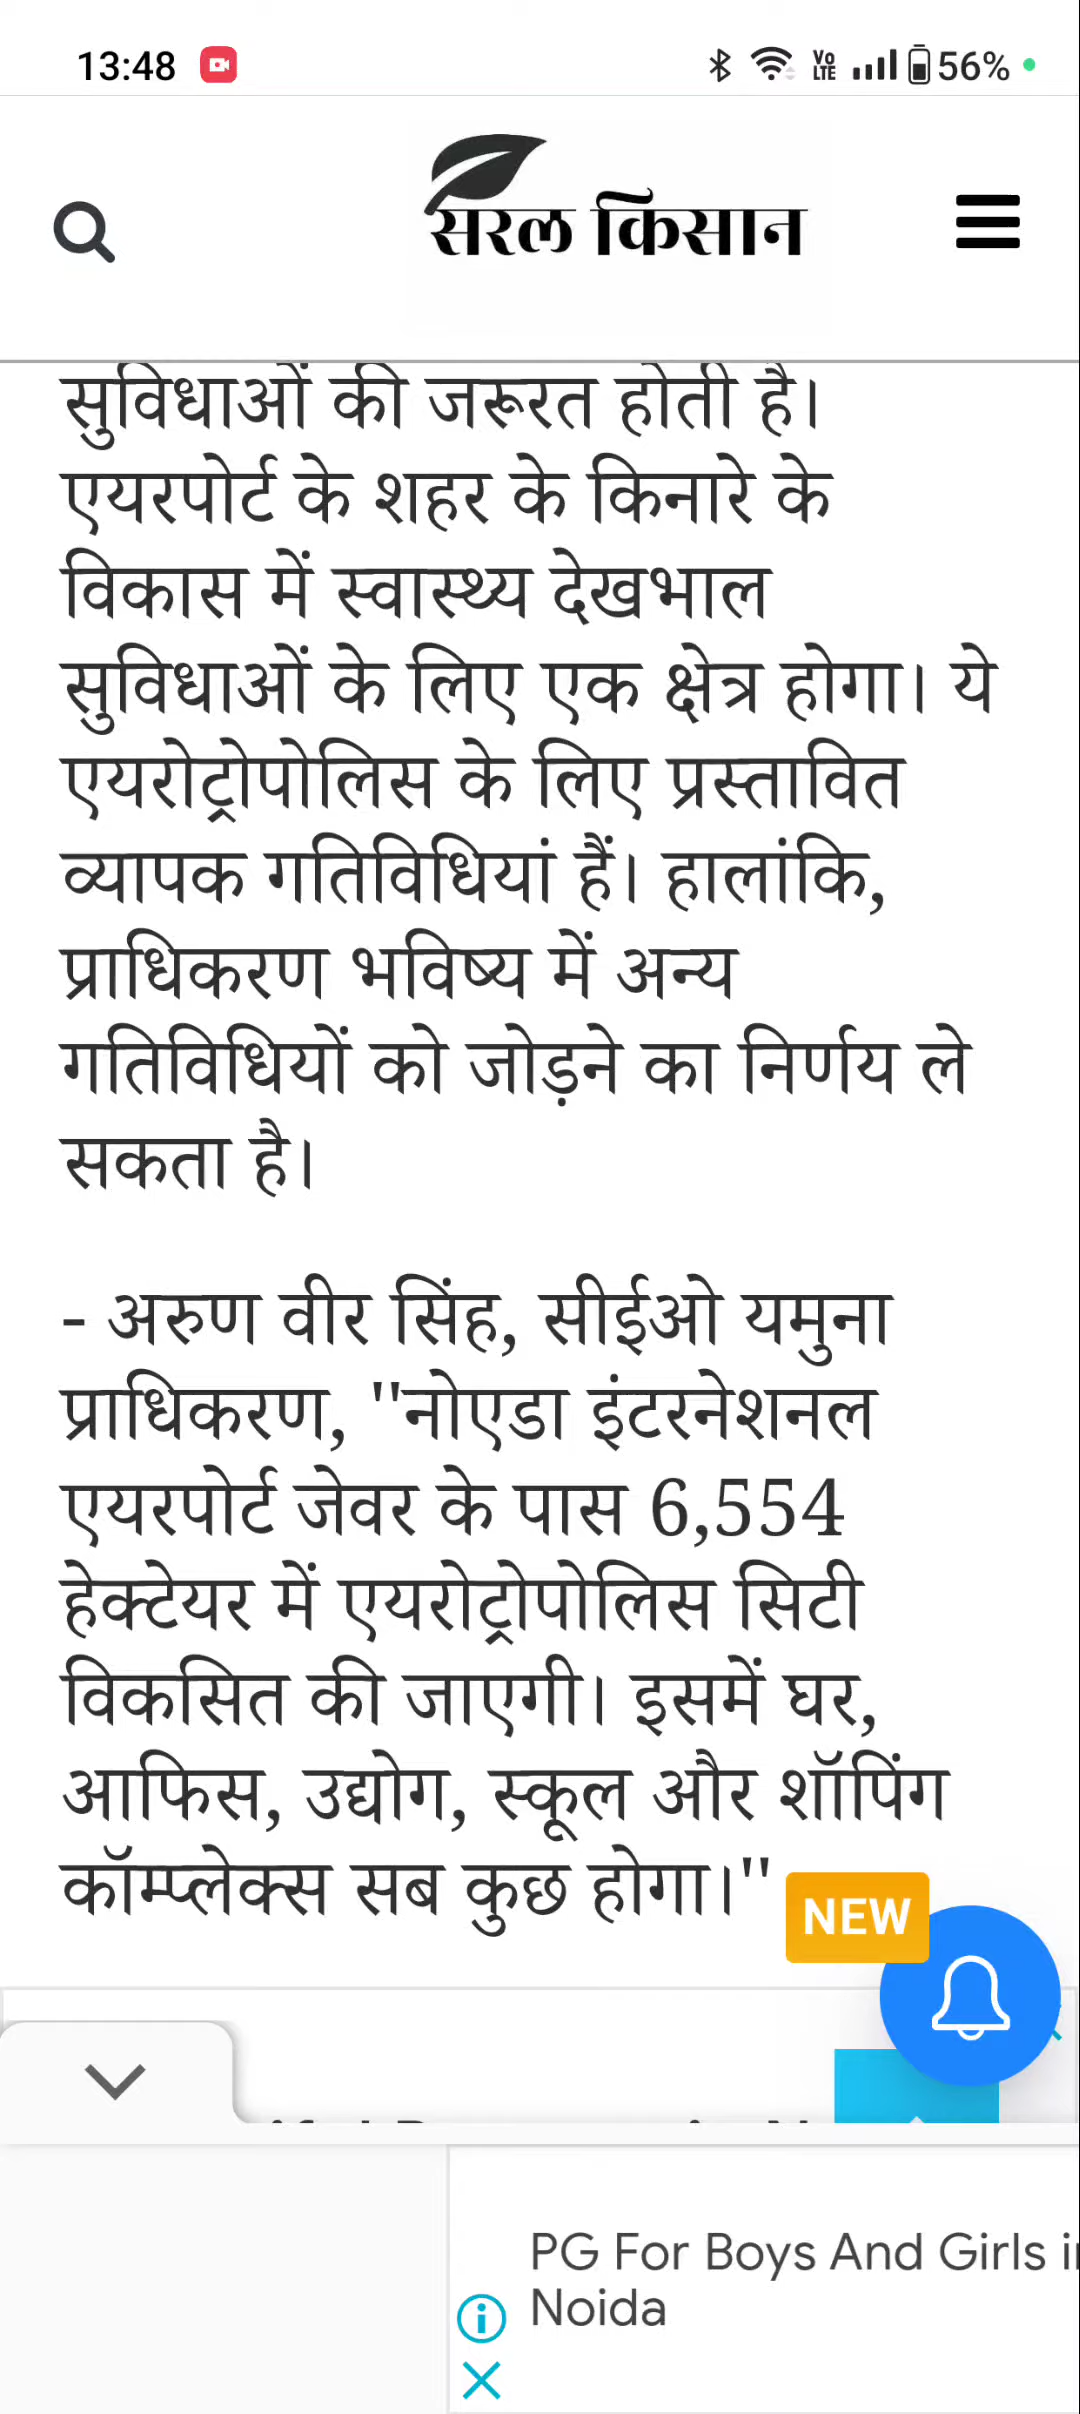 13:48
Vo LTE
56%
सरल किसान
सुविधाओं की जरूरत होती है।
एयरपोर्ट के शहर के किनारे के
विकास में स्वास्थ्य देखभाल
सुविधाओं के लिए एक क्षेत्र होगा। ये
एयरोट्रोपोलिस के लिए प्रस्तावित
व्यापक गतिविधियां हैं। हालांकि,
प्राधिकरण भविष्य में अन्य
गतिविधियों को जोड़ने का निर्णय ले
सकता है।
- अरुण वीर सिंह, सीईओ यमुना
प्राधिकरण, "नोएडा इंटरनेशनल
एयरपोर्ट जेवर के पास 6,554
हेक्टेयर में एयरोट्रोपोलिस सिटी
विकसित की जाएगी। इसमें घर,
आफिस, उद्योग, स्कूल और शॉपिंग
कॉम्प्लेक्स सब कुछ होगा।"
NEW
PG For Boys And Girls
Noida